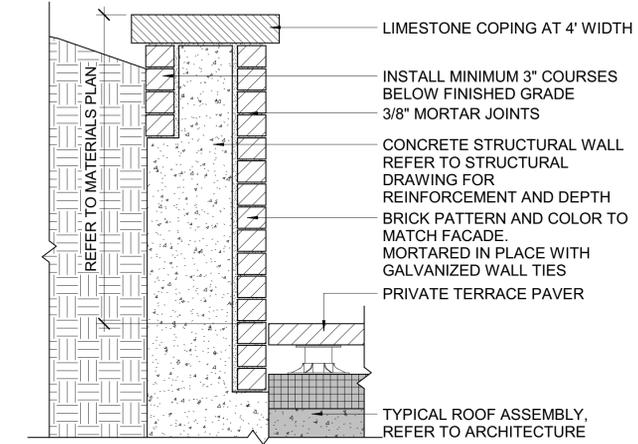 LIMESTONE COPING AT 4' WIDTH
INSTALL MINIMUM 3" COURSES
BELOW FINISHED GRADE
3/8" MORTAR JOINTS
CONCRETE STRUCTURAL WALL
REFER TO STRUCTURAL
DRAWING FOR
REINFORCEMENT AND DEPTH
BRICK PATTERN AND COLOR TO
MATCH FACADE.
MORTARED IN PLACE WITH
GALVANIZED WALL TIES
PRIVATE TERRACE PAVER
TYPICAL ROOF ASSEMBLY,
REFER TO ARCHITECTURE
REFER TO MATERIALS PLAN